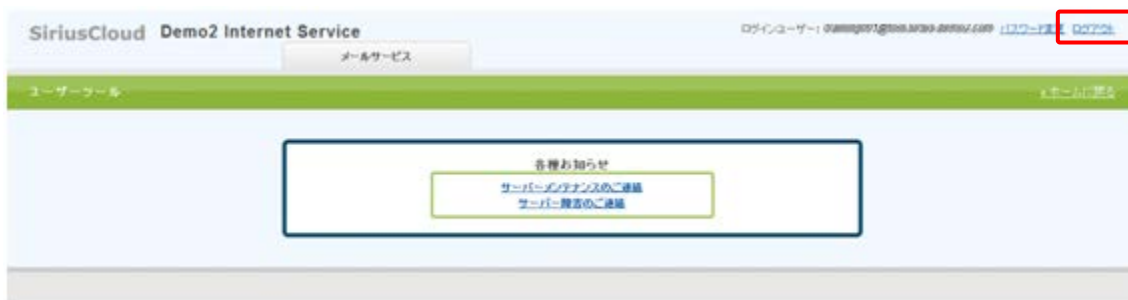 SiriusCloud Demo2 Internet Service
ログインユーザー: パスワード変更 ログアウト
メールサービス
ユーザーツール
ホームに戻る
各種お知らせ
サーバーメンテナンスのご連絡
サーバー障害のご連絡